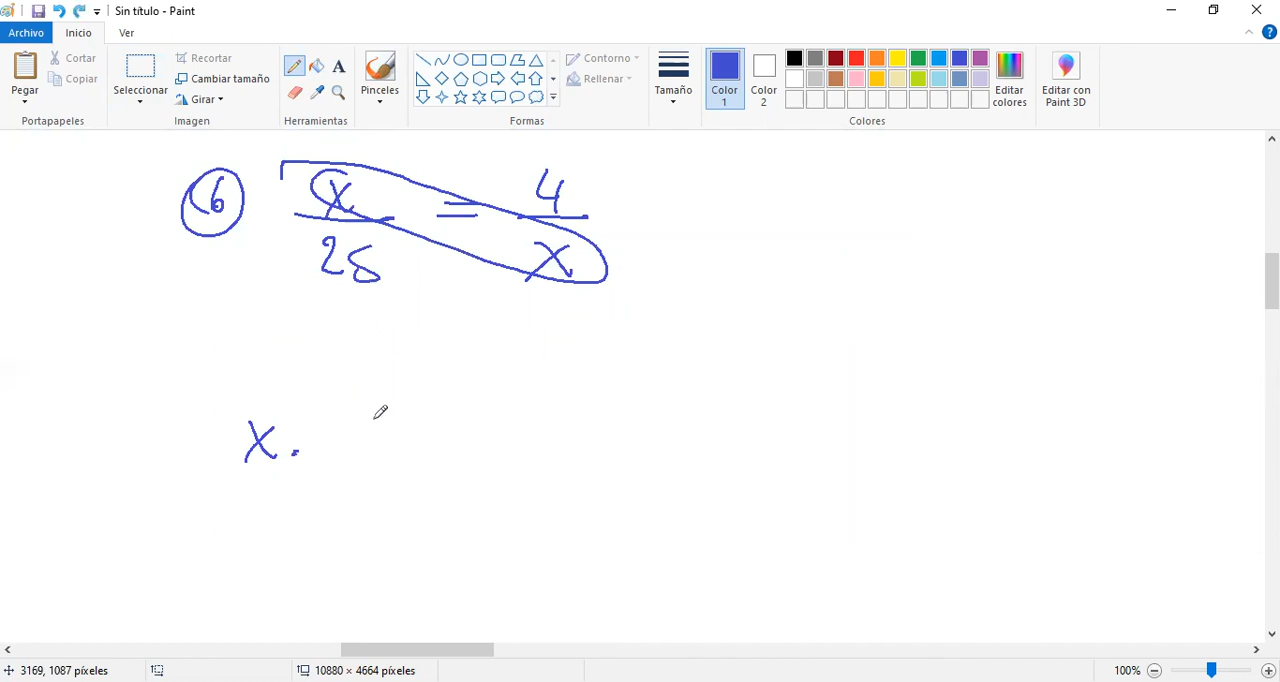 Sin título - Paint
Archivo Inicio Ver
Pegar
Cortar
Copiar
Portapapeles
Seleccionar
Recortar
Cambiar tamaño
Girar
Imagen
A
Herramientas
Pinceles
Contorno
Rellenar
Formas
Tamaño
Color 1
Color 2
Editar colores
Colores
Editar con Paint 3D
6 x = 4
25 x
x .
3169, 1087 píxeles 10880 × 4664 píxeles 100%